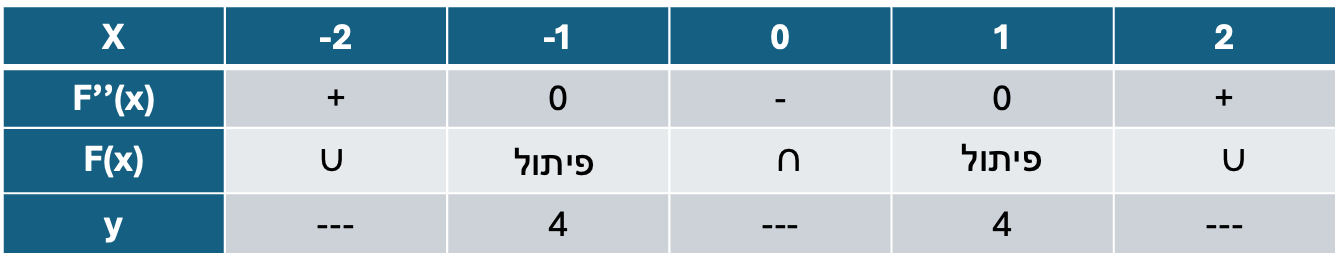 X -2 -1 0 1 2
F’’(x) + 0 - 0 +
F(x) ∪ פיתול ∩ פיתול ∪
y --- 4 --- 4 ---